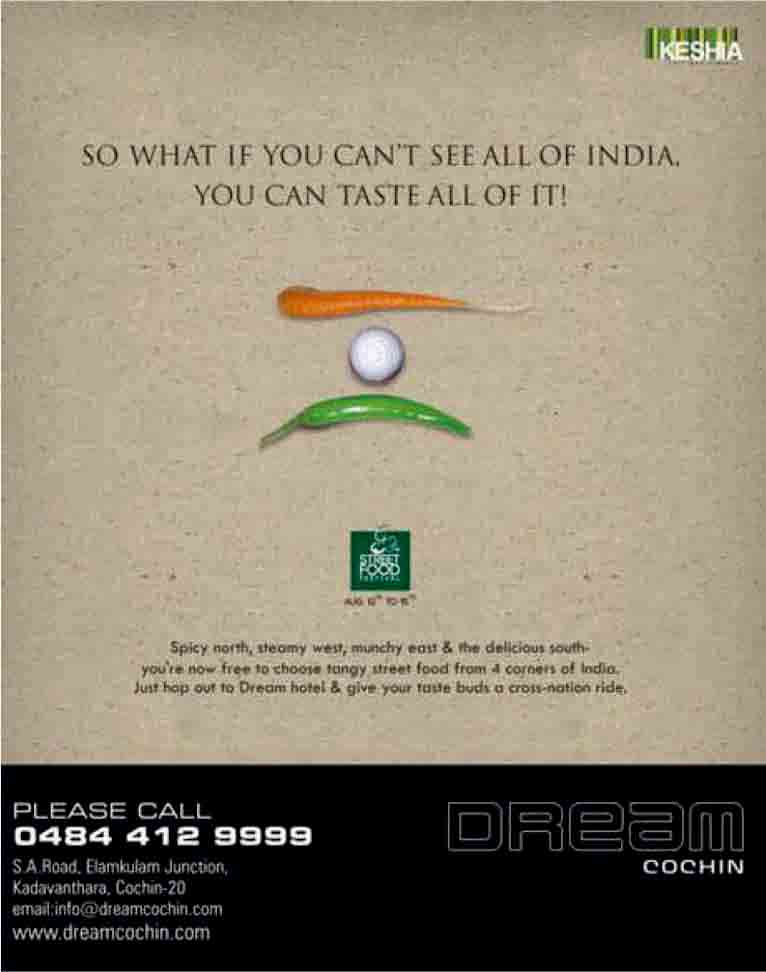 KESHIA
SO WHAT IF YOU CAN'T SEE ALL OF INDIA,
YOU CAN TASTE ALL OF IT!
STREET
FOOD
FESTIVAL
AUG. TO
Spicy north, steamy west, munchy east & the delicious south-
you're now free to choose tangy street food from 4 corners of India.
Just hop out to Dream hotel & give your taste buds a cross-nation ride.
PLEASE CALL
0484 412 9999
S.A.Road, Elamkulam Junction,
Kadavanthara, Cochin-20
email:info@dreamcochin.com
www.dreamcochin.com
DREAM
COCHIN